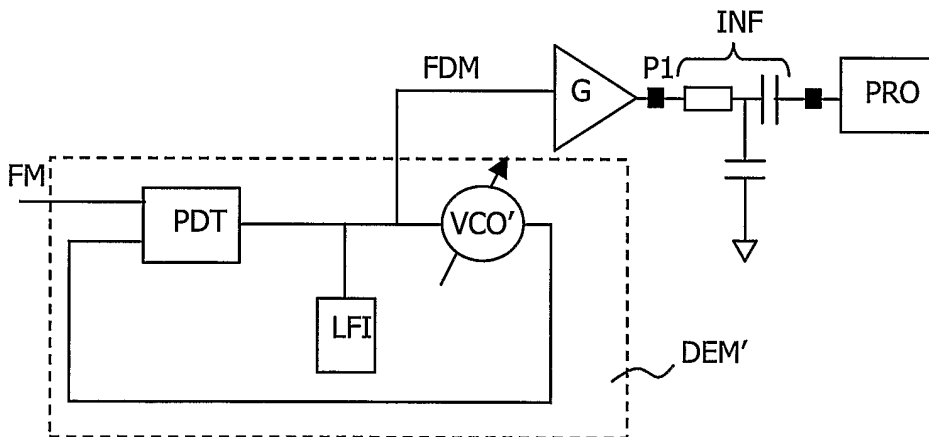 INF
FDM
P1
G
PRO
FM
PDT
VCO'
LFI
DEM'